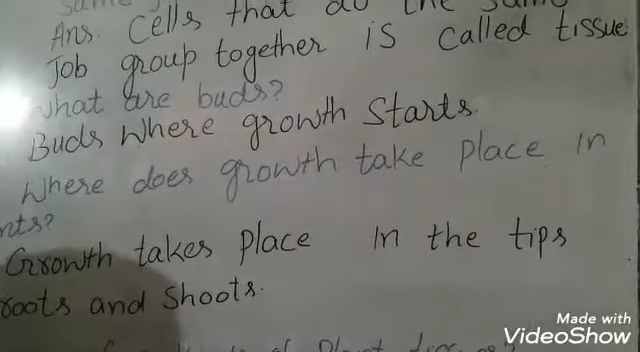 Ans. Cells that do the same
Job group together is called tissue
what are buds?
Buds where growth starts.
Where does growth take place in
nts?
Growth takes place in the tips
roots and shoots.
Made with
VideoShow